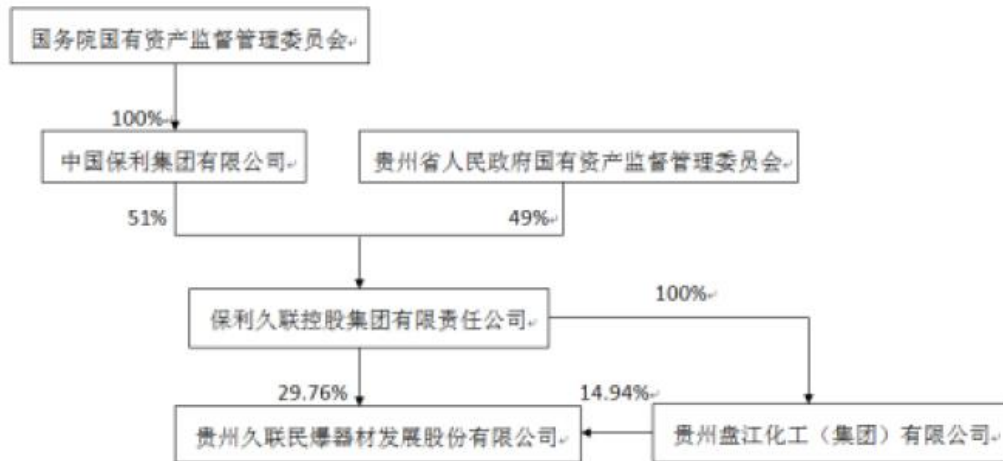 国务院国有资产监督管理委员会
100%
中国保利集团有限公司
贵州省人民政府国有资产监督管理委员会
51%
49%
保利久联控股集团有限责任公司
100%
29.76%
14.94%
贵州久联民爆器材发展股份有限公司
贵州盘江化工（集团）有限公司